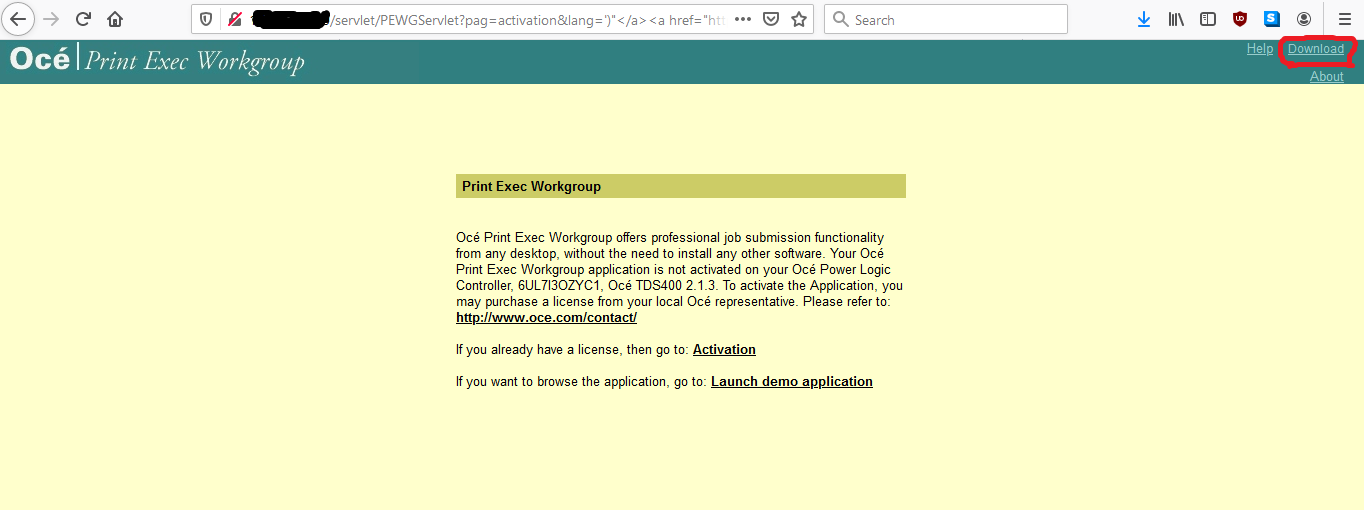 /servlet/PEWGServlet?pag=activation&lang=')"</a><a href="htt
Search
Océ Print Exec Workgroup
Help Download
About
Print Exec Workgroup
Océ Print Exec Workgroup offers professional job submission functionality
from any desktop, without the need to install any other software. Your Océ
Print Exec Workgroup application is not activated on your Océ Power Logic
Controller, 6UL7I3OZYC1, Océ TDS400 2.1.3. To activate the Application, you
may purchase a license from your local Océ representative. Please refer to:
http://www.oce.com/contact/
If you already have a license, then go to: Activation
If you want to browse the application, go to: Launch demo application